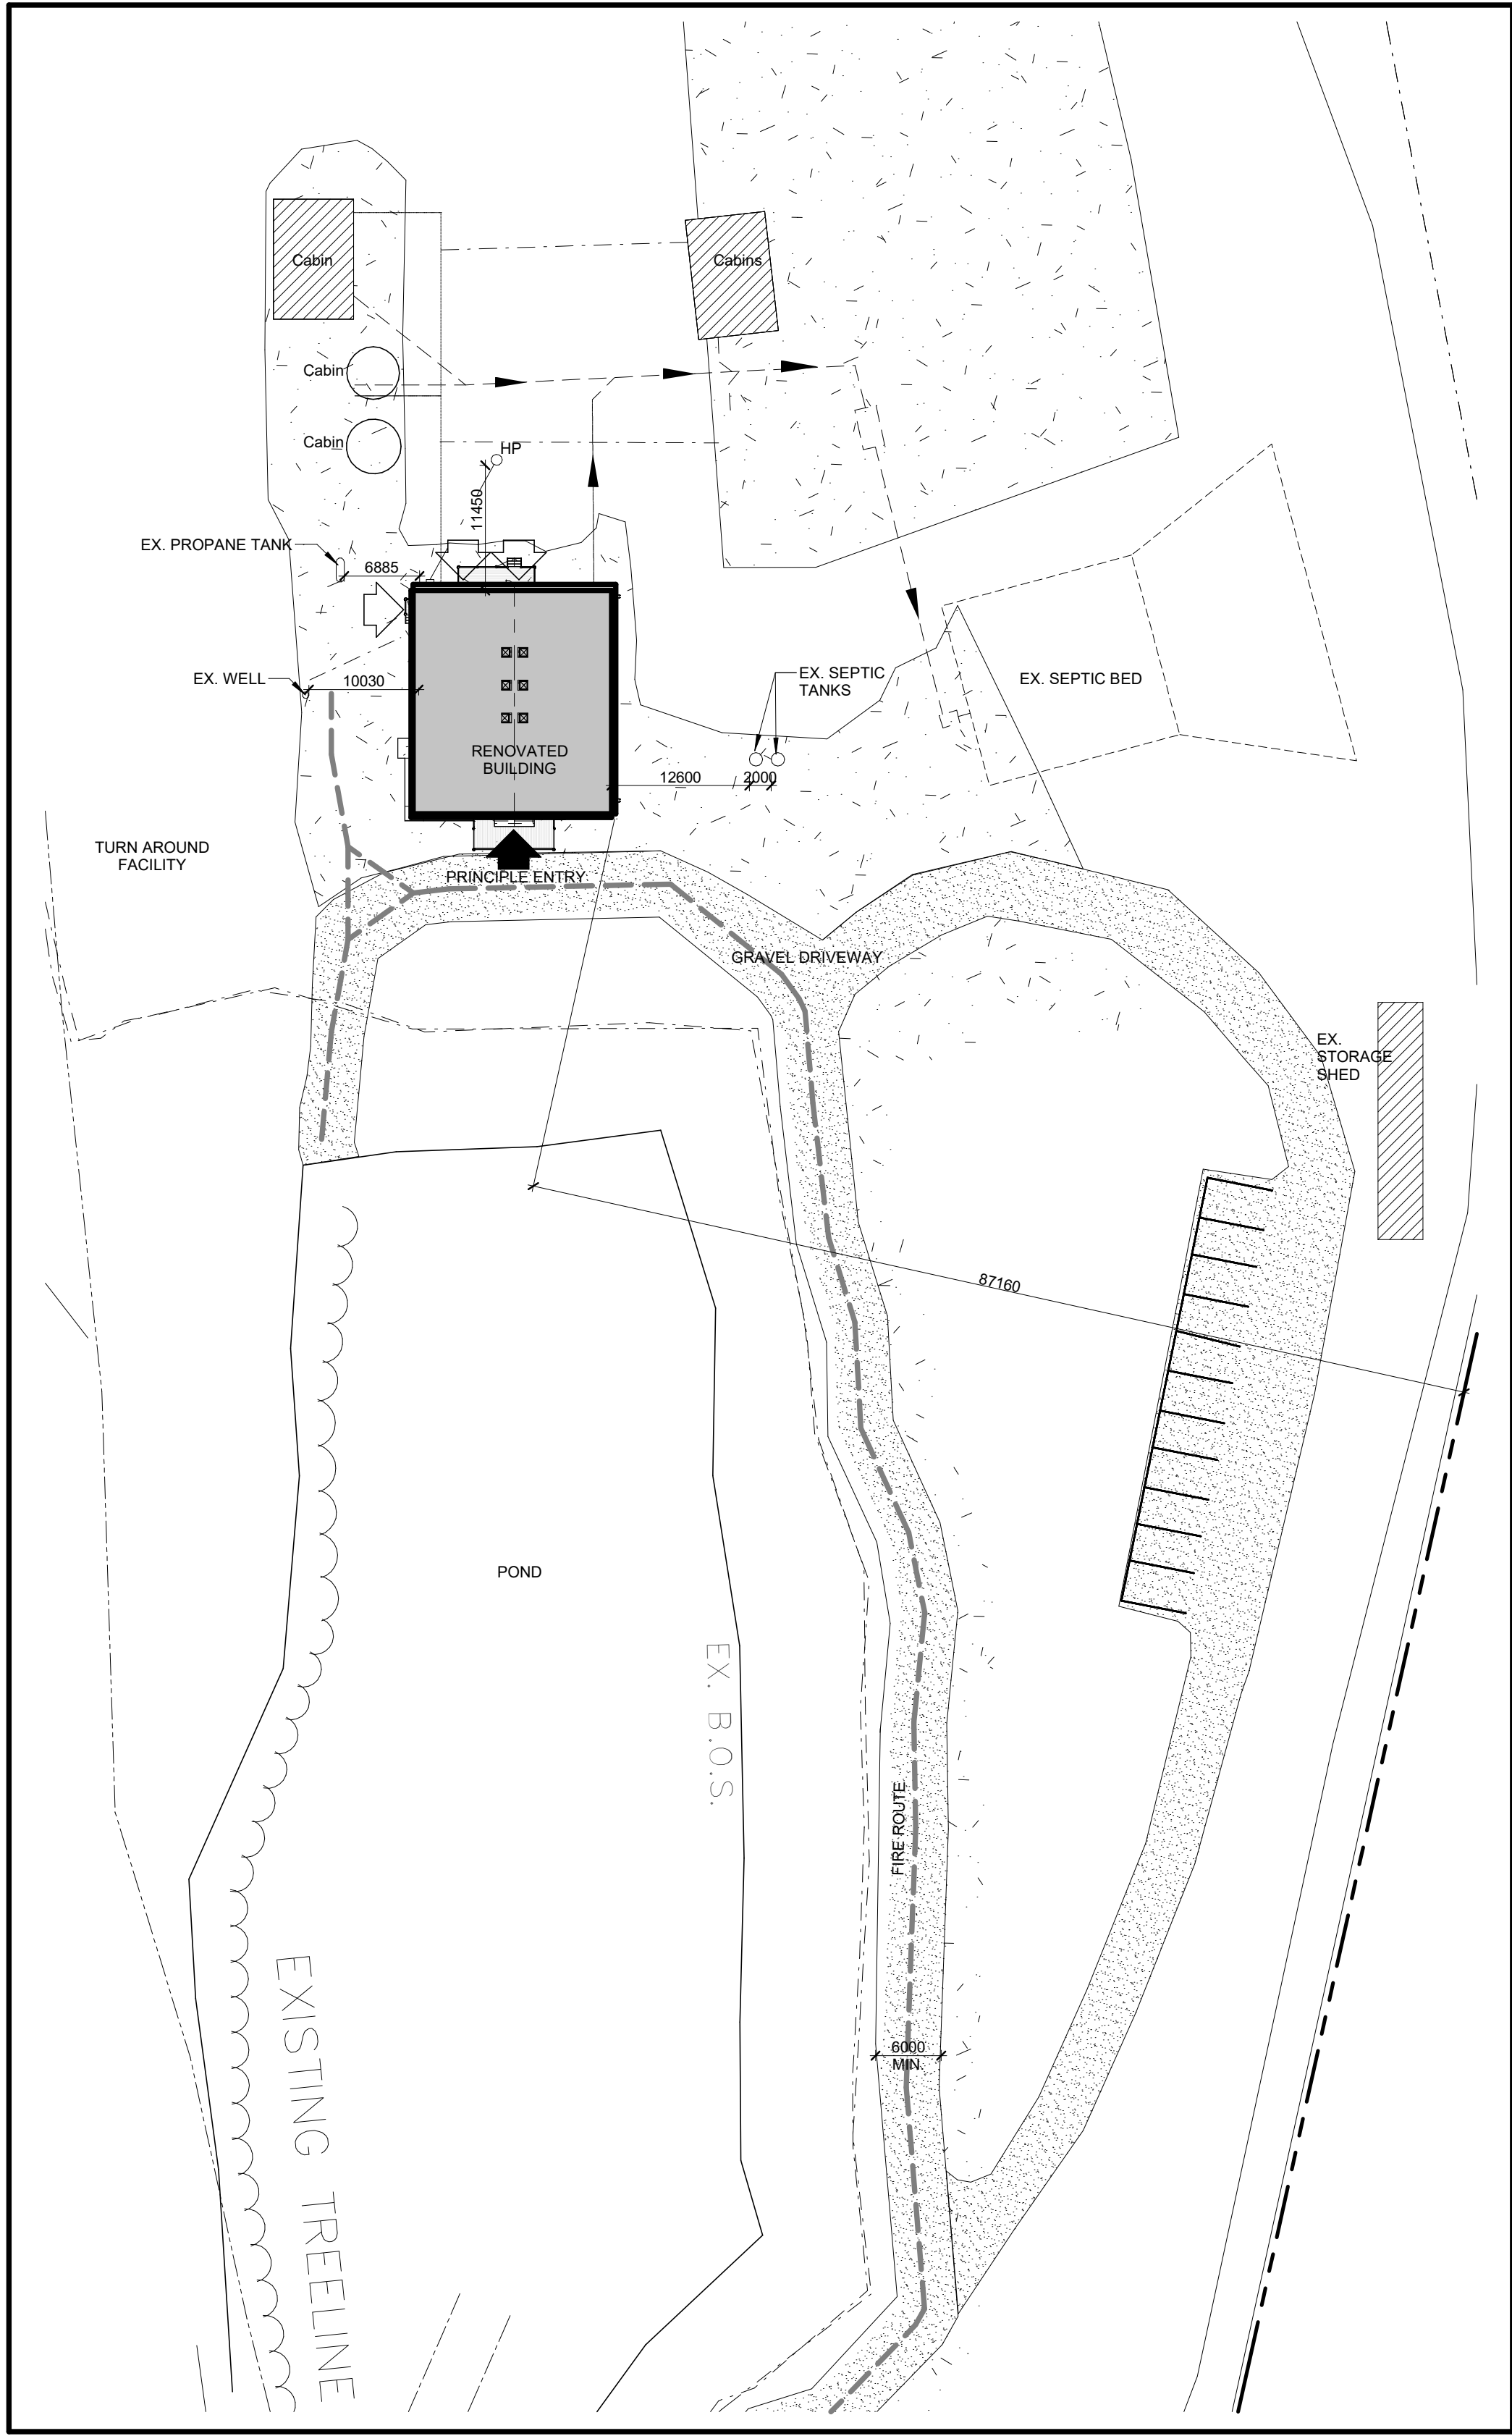 Cabin
Cabins
Cabin
Cabin
HP
11450
EX. PROPANE TANK
6885
EX. WELL
10030
EX. SEPTIC
TANKS
EX. SEPTIC BED
RENOVATED
BUILDING
12600
2000
TURN AROUND
FACILITY
PRINCIPLE ENTRY
GRAVEL DRIVEWAY
EX.
STORAGE
SHED
87160
POND
EX. B.O.S.
FIRE ROUTE
EXISTING TREELINE
6000
MIN.